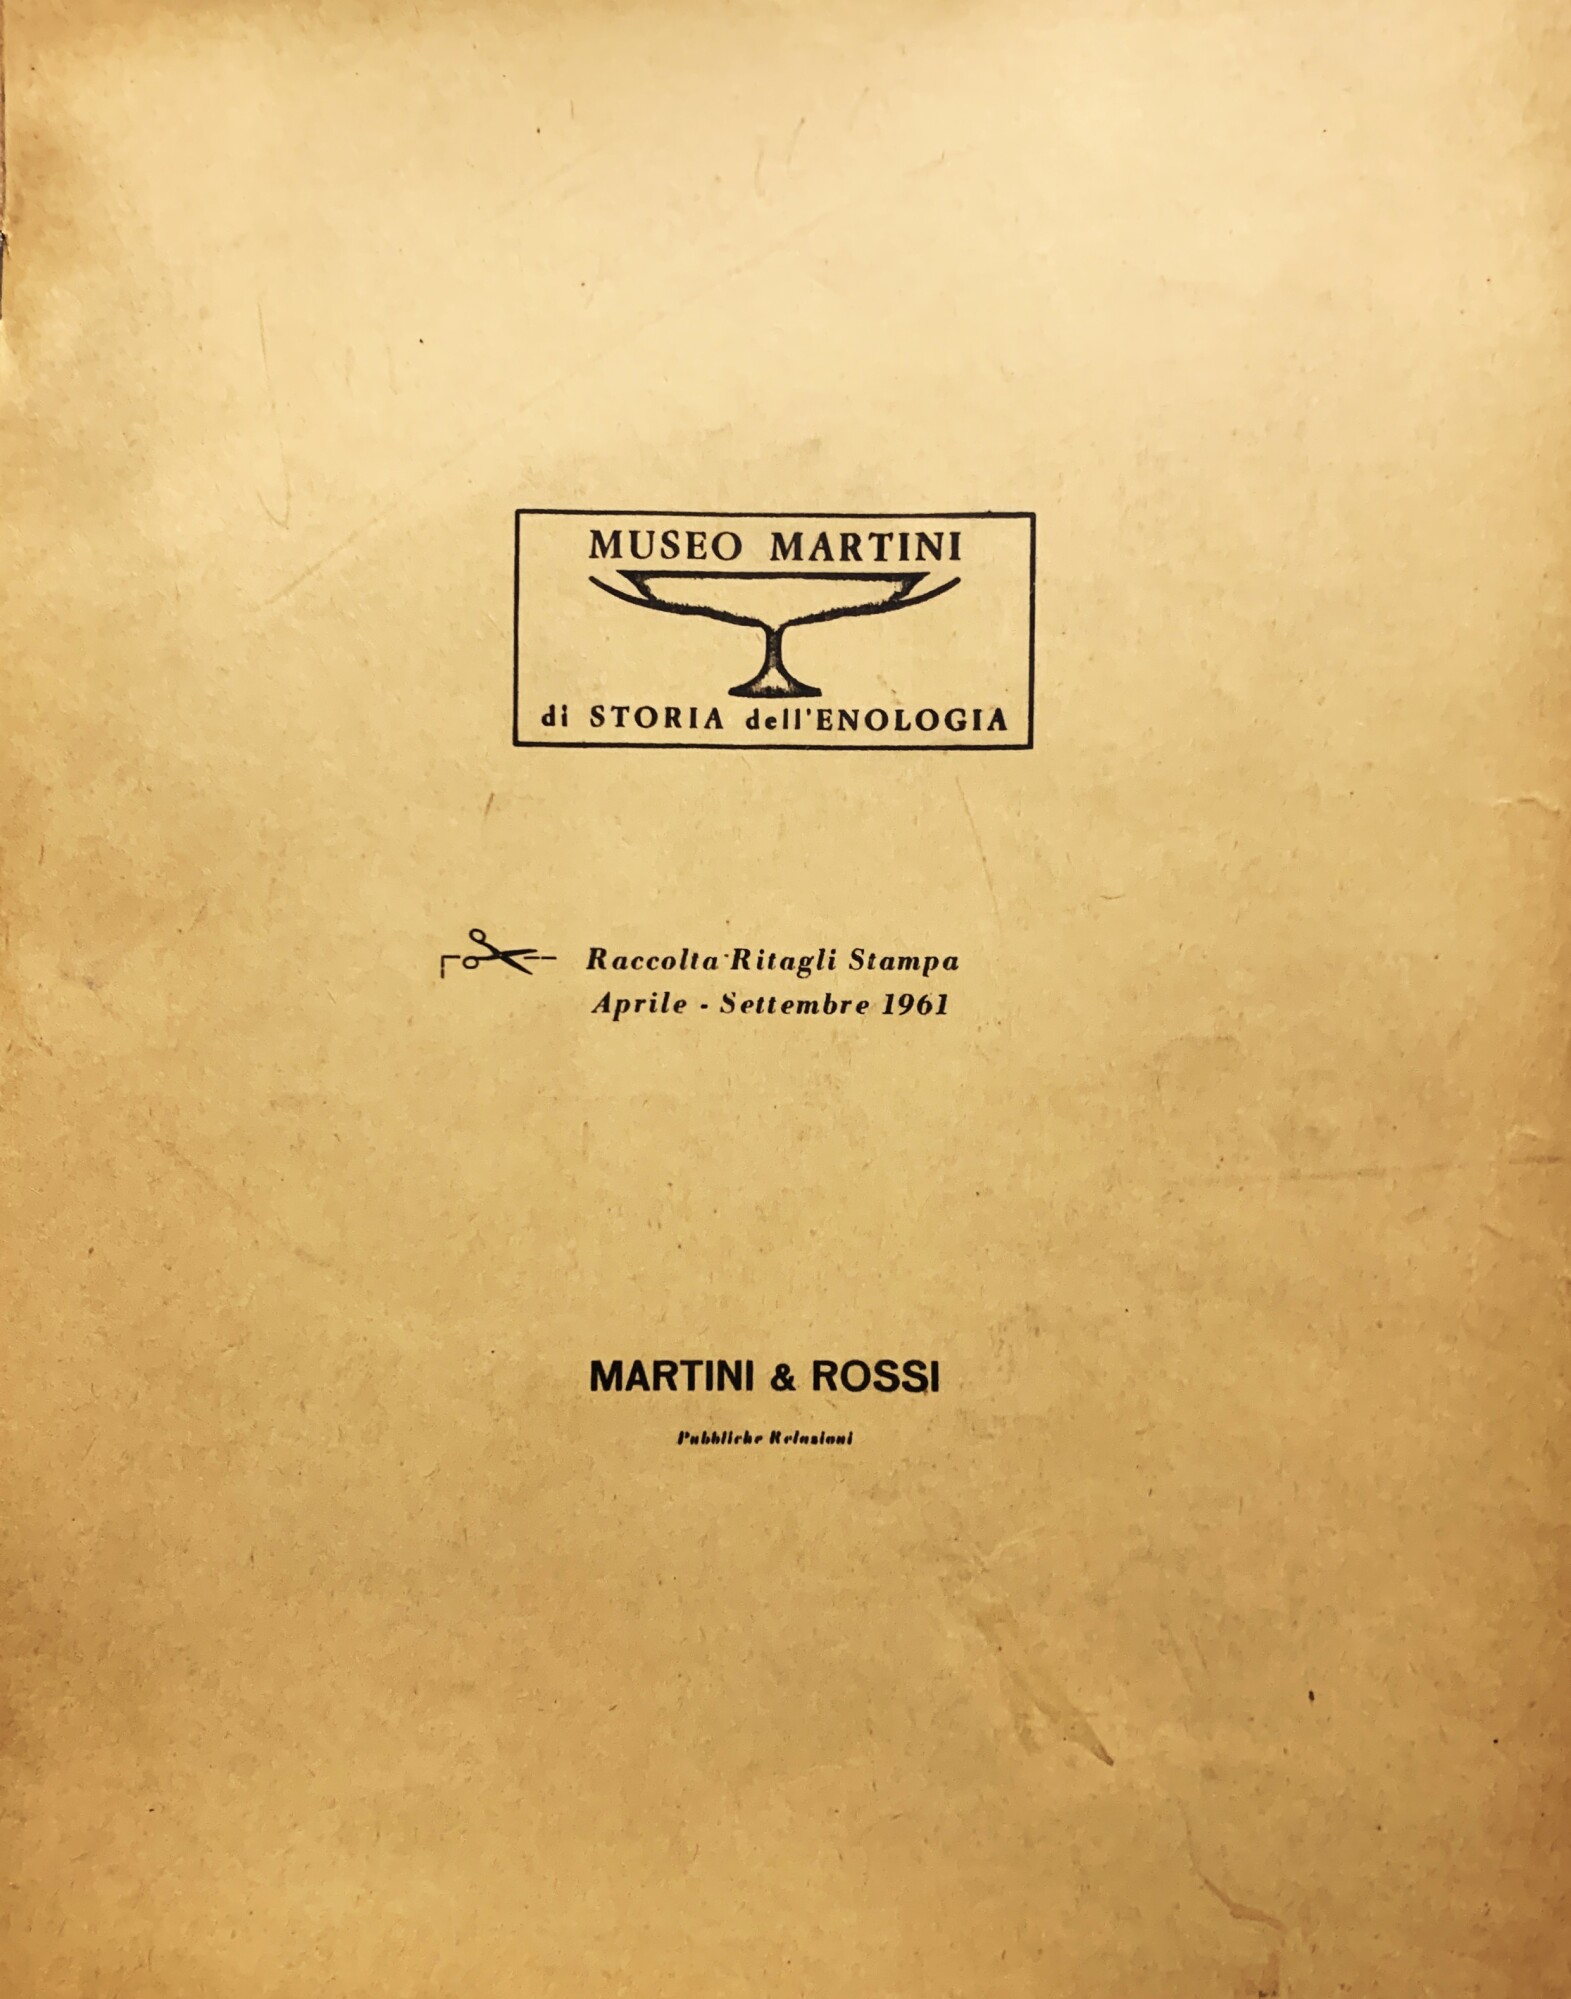 MUSEO MARTINI
di STORIA dell'ENOLOGIA
Raccolta Ritagli Stampa
Aprile - Settembre 1961
MARTINI & ROSSI
Pubbliche Relazioni